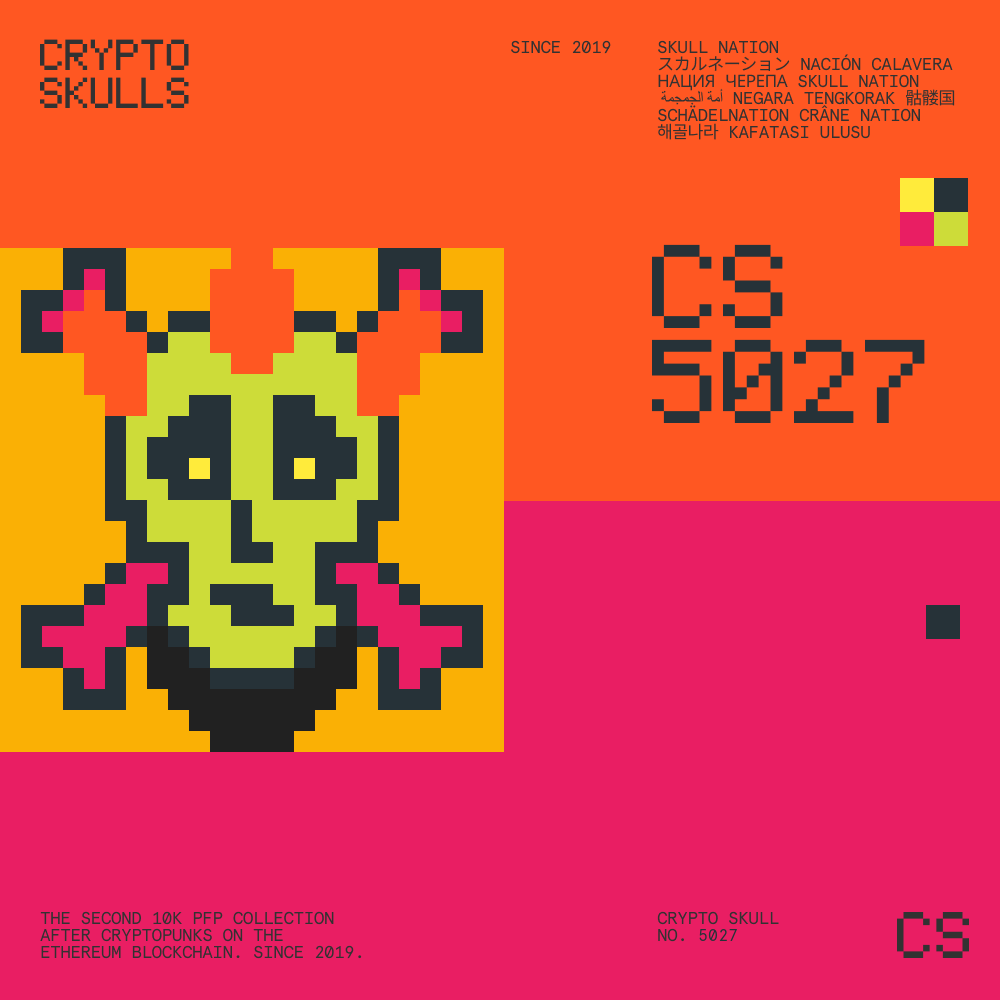 CRYPTO
SKULLS
SINCE 2019
SKULL NATION
スカルネーション NACIÓN CALAVERA
НАЦИЯ ЧЕРЕПА SKULL NATION
أمة الجمجمة NEGARA TENGKORAK 骷髅国
SCHÄDELNATION CRÂNE NATION
해골나라 KAFATASI ULUSU
CS
5027
THE SECOND 10K PFP COLLECTION
AFTER CRYPTOPUNKS ON THE
ETHEREUM BLOCKCHAIN. SINCE 2019.
CRYPTO SKULL
NO. 5027
CS